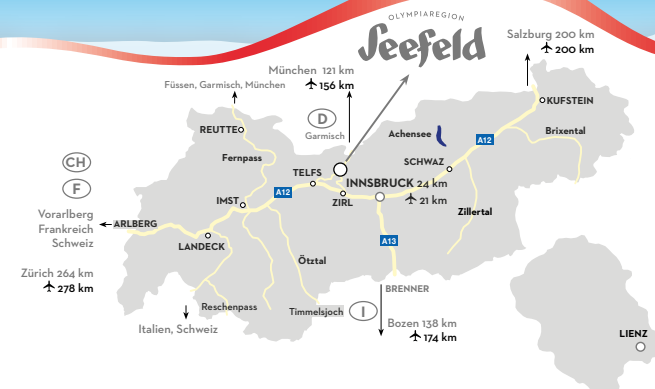 OLYMPIAREGION
Seefeld
Salzburg 200 km
200 km
München 121 km
156 km
Füssen, Garmisch, München
D
Garmisch
KUFSTEIN
REUTTE
Achensee
A12
Brixental
Fernpass
SCHWAZ
CH
F
TELFS
INNSBRUCK 24 km
21 km
A12
IMST
ZIRL
Zillertal
Vorarlberg
Frankreich
Schweiz
ARLBERG
LANDECK
A13
Ötztal
Zürich 264 km
278 km
BRENNER
Reschenpass
Timmelsjoch
I
Italien, Schweiz
Bozen 138 km
174 km
LIENZ